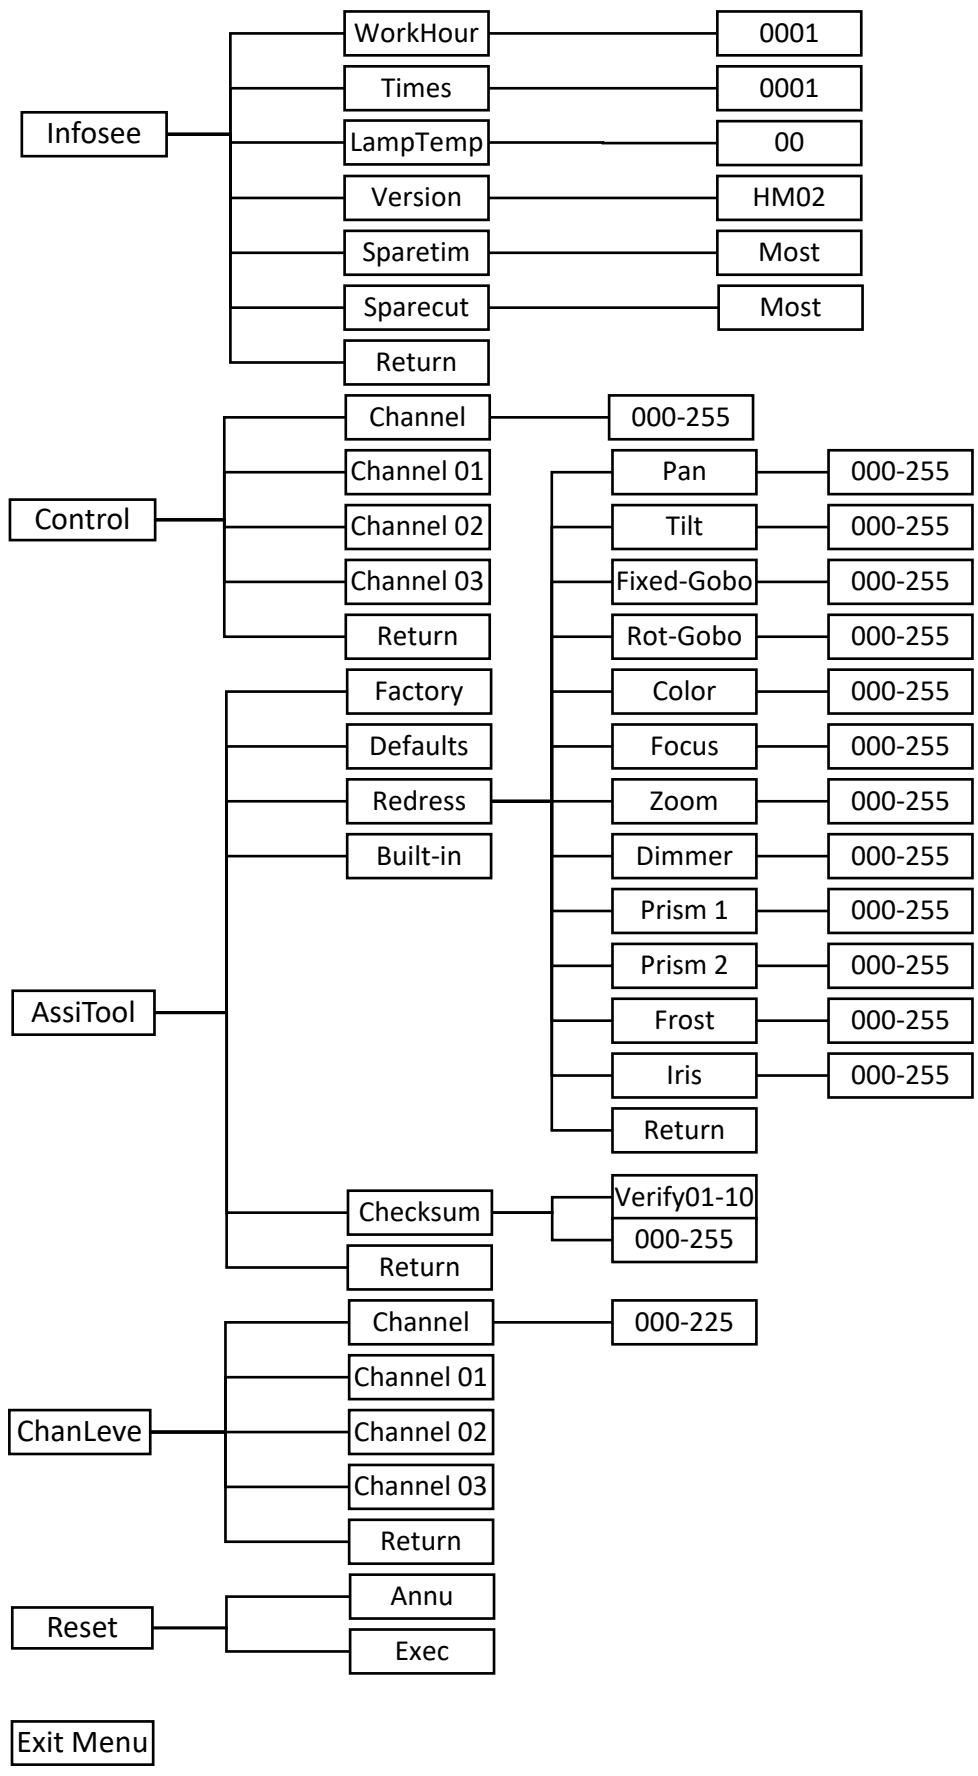 WorkHour 0001
Times 0001
Infosee
LampTemp 00
Version HM02
Sparetim Most
Sparecut Most
Return
Channel 000-255
Channel 01 Pan 000-255
Control
Channel 02 Tilt 000-255
Channel 03 Fixed-Gobo 000-255
Return Rot-Gobo 000-255
Factory Color 000-255
Defaults Focus 000-255
Redress Zoom 000-255
Built-in Dimmer 000-255
Prism 1 000-255
Prism 2 000-255
AssiTool Frost 000-255
Iris 000-255
Return
Verify01-10
Checksum
000-255
Return
Channel 000-225
Channel 01
ChanLeve Channel 02
Channel 03
Return
Annu
Reset
Exec
Exit Menu